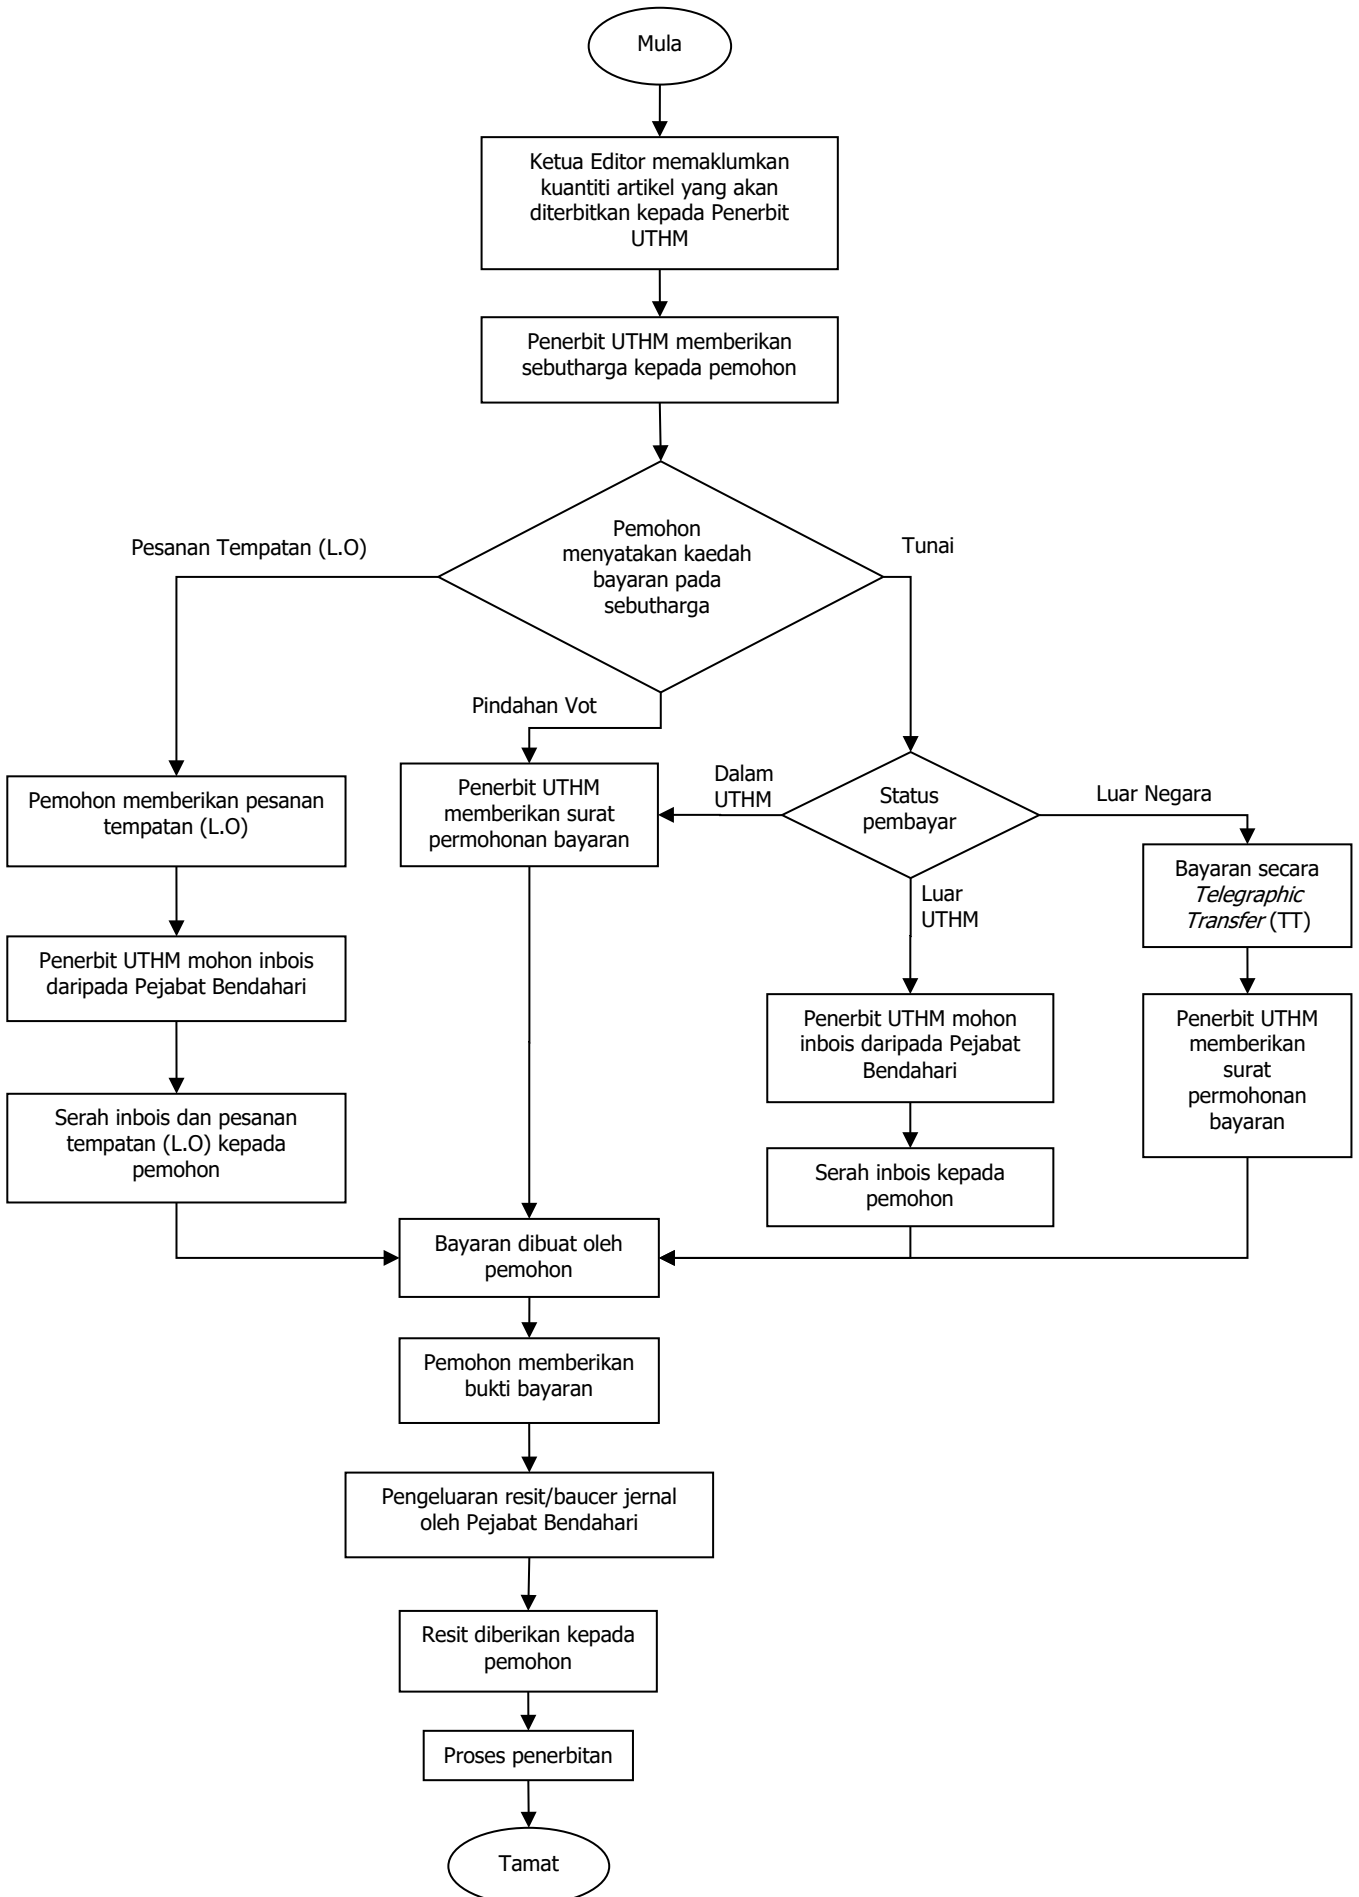 Mula
Ketua Editor memaklumkan
kuantiti artikel yang akan
diterbitkan kepada Penerbit
UTHM
Penerbit UTHM memberikan
sebutharga kepada pemohon
Pemohon
menyatakan kaedah
bayaran pada
sebutharga
Pesanan Tempatan (L.O)
Tunai
Pindahan Vot
Pemohon memberikan pesanan
tempatan (L.O)
Penerbit UTHM mohon inbois
daripada Pejabat Bendahari
Serah inbois dan pesanan
tempatan (L.O) kepada
pemohon
Penerbit UTHM
memberikan surat
permohonan bayaran
Dalam
UTHM
Status
pembayar
Luar Negara
Luar
UTHM
Penerbit UTHM mohon
inbois daripada Pejabat
Bendahari
Serah inbois kepada
pemohon
Bayaran secara
Telegraphic
Transfer (TT)
Penerbit UTHM
memberikan
surat
permohonan
bayaran
Bayaran dibuat oleh
pemohon
Pemohon memberikan
bukti bayaran
Pengeluaran resit/baucer jernal
oleh Pejabat Bendahari
Resit diberikan kepada
pemohon
Proses penerbitan
Tamat